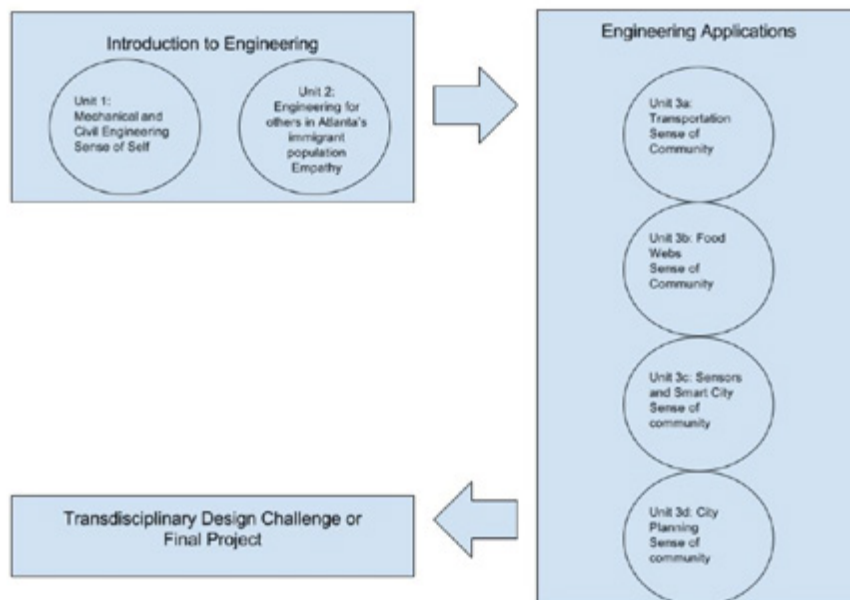 Introduction to Engineering
Unit 1:
Mechanical and
Civil Engineering
Sense of Self
Unit 2:
Engineering for
others in Atlanta's
immigrant
population
Empathy
Engineering Applications
Unit 3a:
Transportation
Sense of
Community
Unit 3b: Food
Webs
Sense of
Community
Unit 3c: Sensors
and Smart City
Sense of
community
Unit 3d: City
Planning
Sense of
community
Transdisciplinary Design Challenge or
Final Project